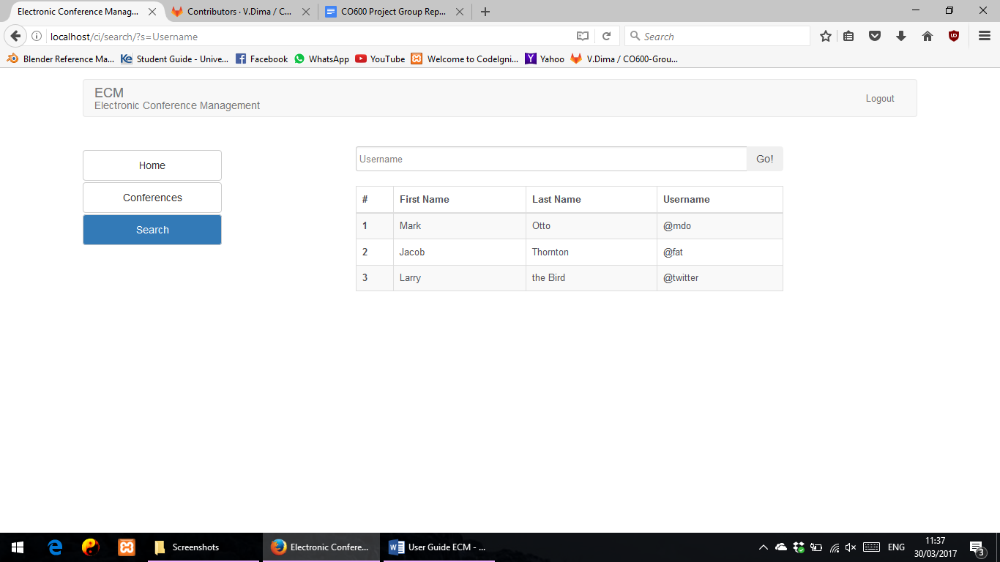 Electronic Conference Manag...
Contributors · V.Dima / C...
CO600 Project Group Rep...
localhost/ci/search/?s=Username
Search
Blender Reference Ma...
Student Guide - Unive...
Facebook
WhatsApp
YouTube
Welcome to CodeIgni...
Yahoo
V.Dima / CO600-Grou...
ECM
Electronic Conference Management
Logout
Home
Conferences
Search
Username
Go!
# First Name Last Name Username
1 Mark Otto @mdo
2 Jacob Thornton @fat
3 Larry the Bird @twitter
Screenshots
Electronic Confere...
User Guide ECM - ...
ENG
11:37
30/03/2017
3